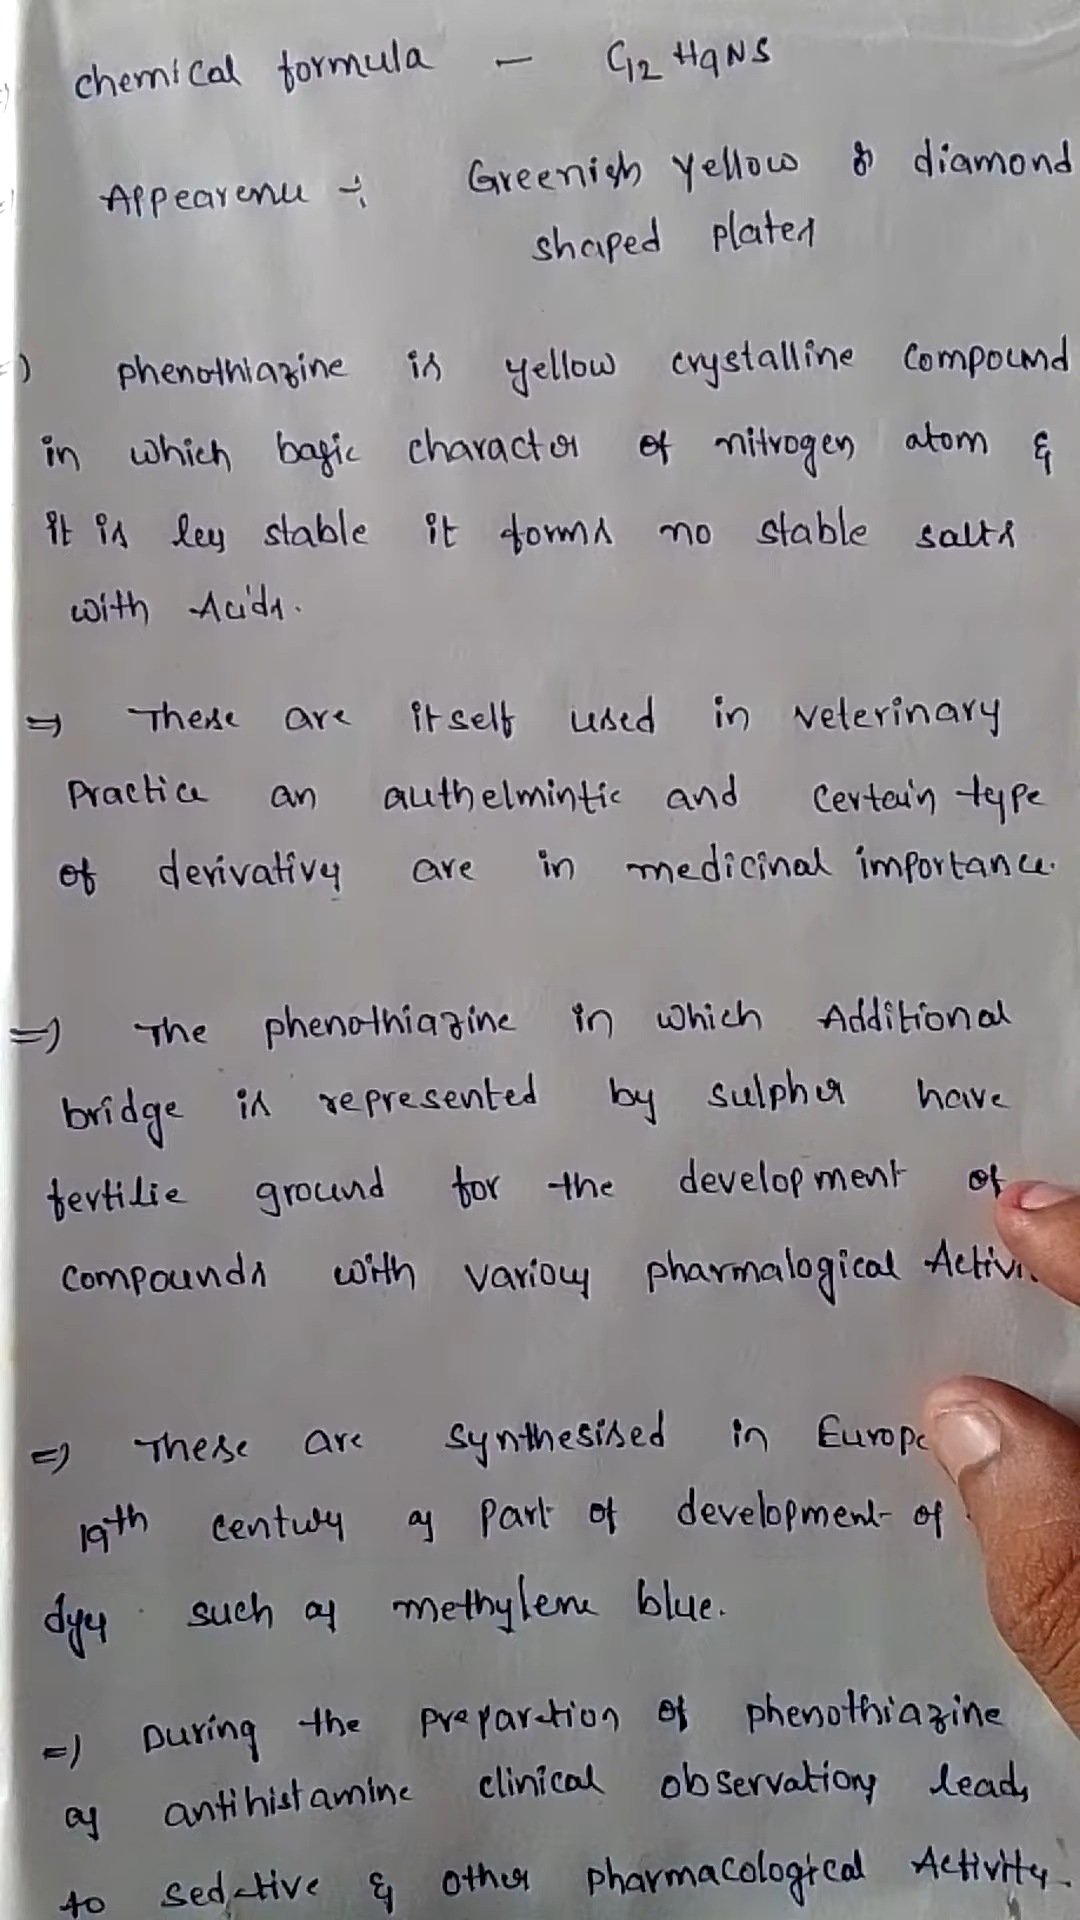 chemical formula - C12 H9NS
Appearence ÷ Greenish yellow or diamond
shaped plates
=) phenothiazine is yellow crystalline compound
in which basic character of nitrogen atom &
it is less stable it forms no stable salts
with Acids.
=) These are itself used in veterinary
Practice an authelmintic and certain type
of derivatives are in medicinal importance.
=) The phenothiazine in which Additional
bridge is represented by sulpher have
fertilie ground for the development of
compounds with various pharmalogical
=) These are synthesised in Europe
19th century as Part of development of
dyes such as methylene blue.
=) During the preparation of phenothiazine
as antihistamine clinical observations leads
to sedative & other pharmacological Activity.